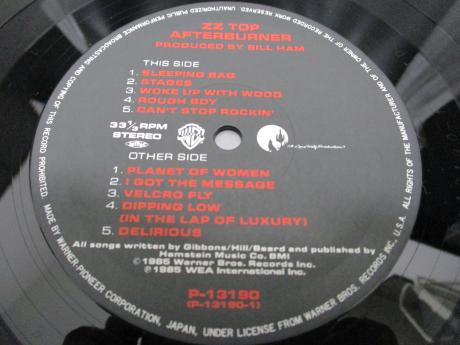 ZZ TOP
AFTERBURNER
PRODUCED BY BILL HAM
THIS SIDE
1. SLEEPING BAG
2. STAGES
3. WOKE UP WITH WOOD
4. ROUGH BOY
5. CAN'T STOP ROCKIN'
33⅓ RPM
STEREO
OTHER SIDE
1. PLANET OF WOMEN
2. I GOT THE MESSAGE
3. VELCRO FLY
4. DIPPING LOW
(IN THE LAP OF LUXURY)
5. DELIRIOUS
All songs written by Gibbons/Hill/Beard and published by
Hamstein Music Co. BMI
℗1985 Warner Bros. Records Inc.
©1985 WEA International Inc.
P-13190
(P-13190-1)
MADE BY WARNER-PIONEER CORPORATION, JAPAN, UNDER LICENSE FROM WARNER BROS. RECORDS INC., U.S.A. ALL RIGHTS OF THE MANUFACTURER AND OF THE OWNER OF THE RECORDED WORK RESERVED. UNAUTHORIZED PUBLIC PERFORMANCE, BROADCASTING AND COPYING OF THIS RECORD PROHIBITED.